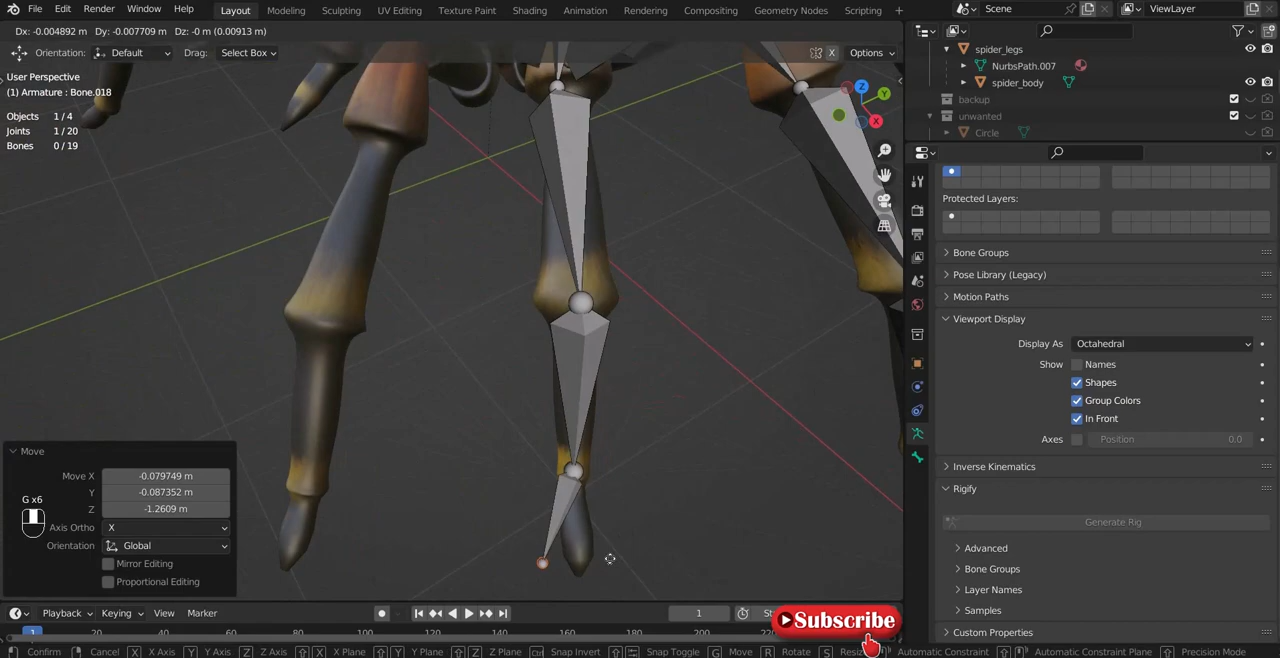 File Edit Render Window Help Layout Modeling Sculpting UV Editing Texture Paint Shading Animation Rendering Compositing Geometry Nodes Scripting + Scene ViewLayer
Dx: -0.004892 m Dy: -0.007709 m Dz: -0 m (0.00913 m)
Orientation: Default Drag: Select Box X Options
User Perspective
(1) Armature : Bone.018
Objects 1/4
Joints 1/20
Bones 0/19
Z
Y
X
spider_legs
NurbsPath.007
spider_body
backup
unwanted
Circle
Protected Layers:
Bone Groups
Pose Library (Legacy)
Motion Paths
Viewport Display
Display As Octahedral
Show Names
Shapes
Group Colors
In Front
Axes Position 0.0
Inverse Kinematics
Rigify
Generate Rig
Advanced
Bone Groups
Layer Names
Samples
Custom Properties
Move
Move X -0.079749 m
Y -0.087352 m
Z -1.2609 m
Axis Ortho X
Orientation Global
Mirror Editing
Proportional Editing
G x6
Playback Keying View Marker 1
Subscribe
1 20 40 60 80 100 120 140 160 180 200
Confirm Cancel X X Axis Y Y Axis Z Z Axis X X Plane Y Y Plane Z Z Plane Ctrl Snap Invert Snap Toggle G Move R Rotate S Automatic Constraint Automatic Constraint Plane Precision Mode